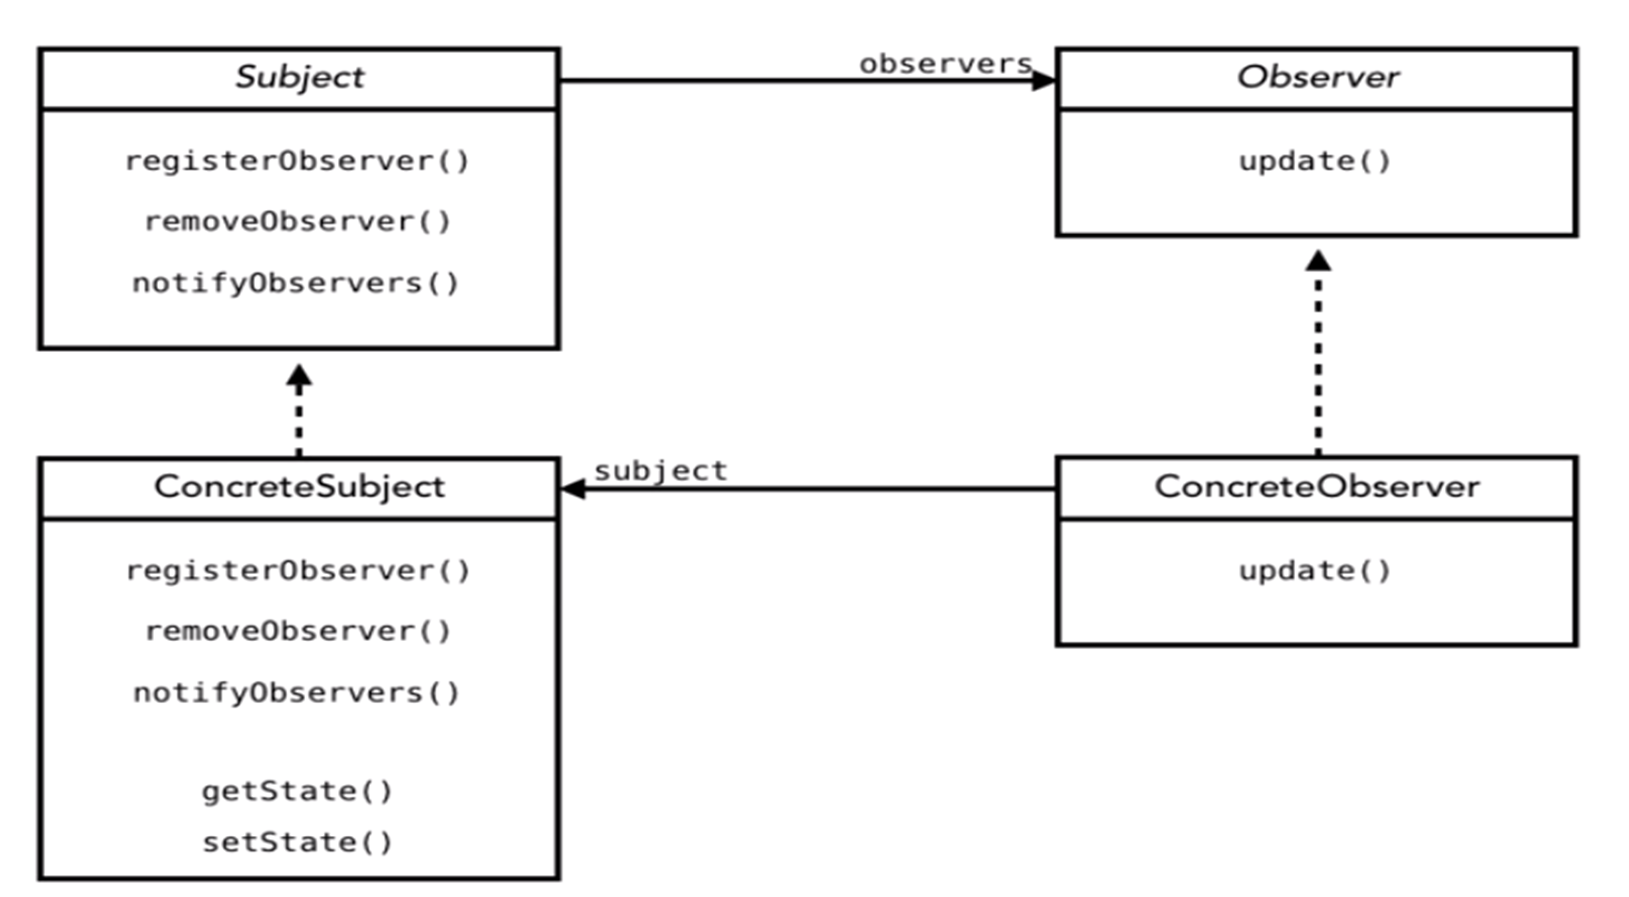 Subject
registerObserver()
removeObserver()
notifyObservers()
observers
Observer
update()
ConcreteSubject
registerObserver()
removeObserver()
notifyObservers()
getState()
setState()
subject
ConcreteObserver
update()